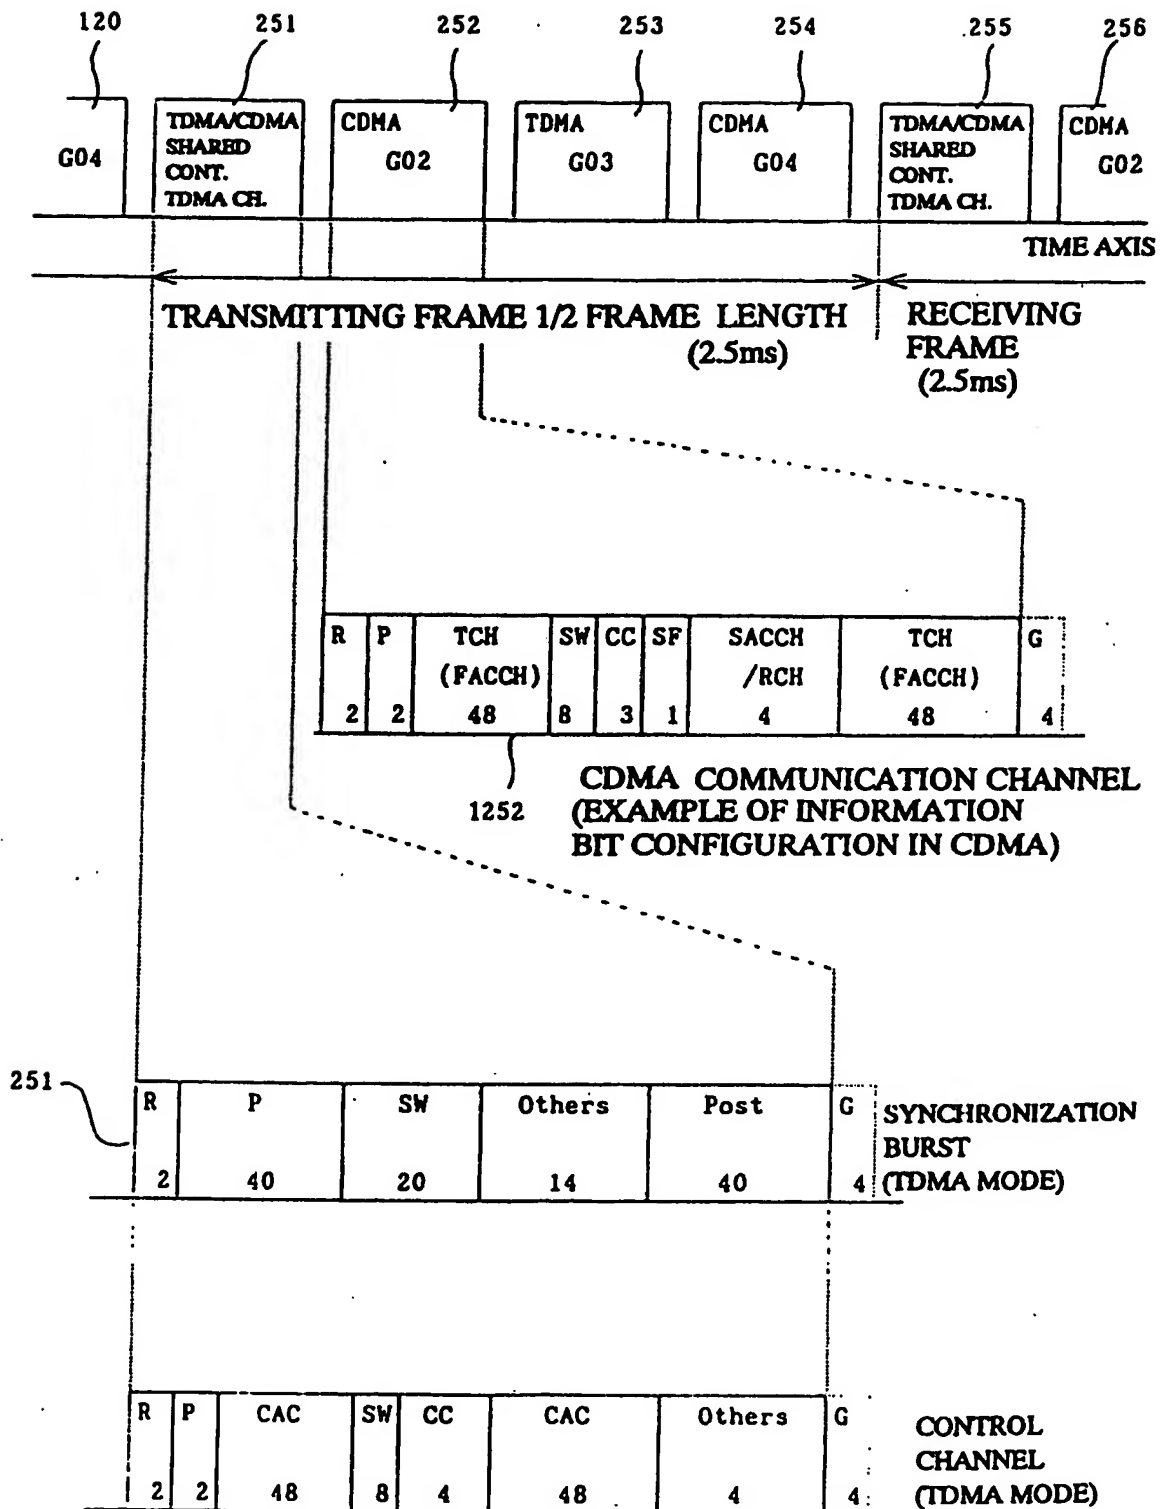 120 251 252 253 254 255 256
G04
TDMA/CDMA
SHARED
CONT.
TDMA CH.
CDMA
G02
TDMA
G03
CDMA
G04
TDMA/CDMA
SHARED
CONT.
TDMA CH.
CDMA
G02
TIME AXIS
TRANSMITTING FRAME 1/2 FRAME LENGTH
(2.5ms)
RECEIVING
FRAME
(2.5ms)
R P TCH SW CC SF SACCH TCH G
(FACCH) /RCH (FACCH)
2 2 48 8 3 1 4 48 4
1252
CDMA COMMUNICATION CHANNEL
(EXAMPLE OF INFORMATION
BIT CONFIGURATION IN CDMA)
251
R P SW Others Post G
2 40 20 14 40 4
SYNCHRONIZATION
BURST
(TDMA MODE)
R P CAC SW CC CAC Others G
2 2 48 8 4 48 4 4
CONTROL
CHANNEL
(TDMA MODE)